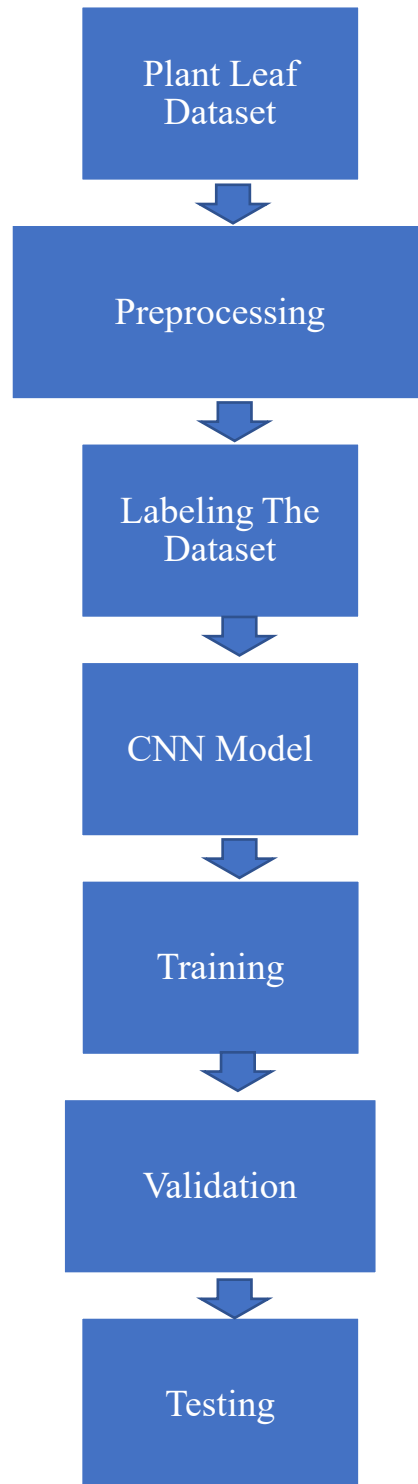 Plant Leaf
Dataset
Preprocessing
Labeling The
Dataset
CNN Model
Training
Validation
Testing